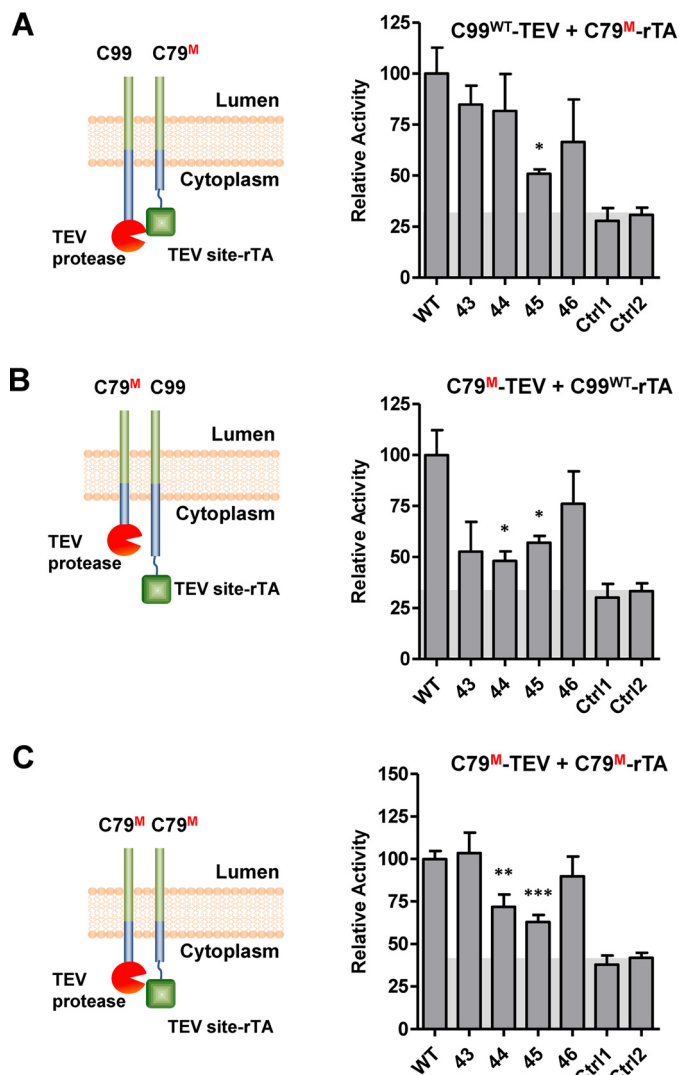 A
C99 C79M
Lumen
Cytoplasm
TEV
protease
TEV site-rTA
C99WT-TEV + C79M-rTA
Relative Activity
125
100
75
50
25
0
*
WT 43 44 45 46 Ctrl1 Ctrl2
B
C79M C99
Lumen
Cytoplasm
TEV
protease
TEV site-rTA
C79M-TEV + C99WT-rTA
Relative Activity
125
100
75
50
25
0
* *
WT 43 44 45 46 Ctrl1 Ctrl2
C
C79M C79M
Lumen
Cytoplasm
TEV
protease
TEV site-rTA
C79M-TEV + C79M-rTA
Relative Activity
150
125
100
75
50
25
0
** ***
WT 43 44 45 46 Ctrl1 Ctrl2